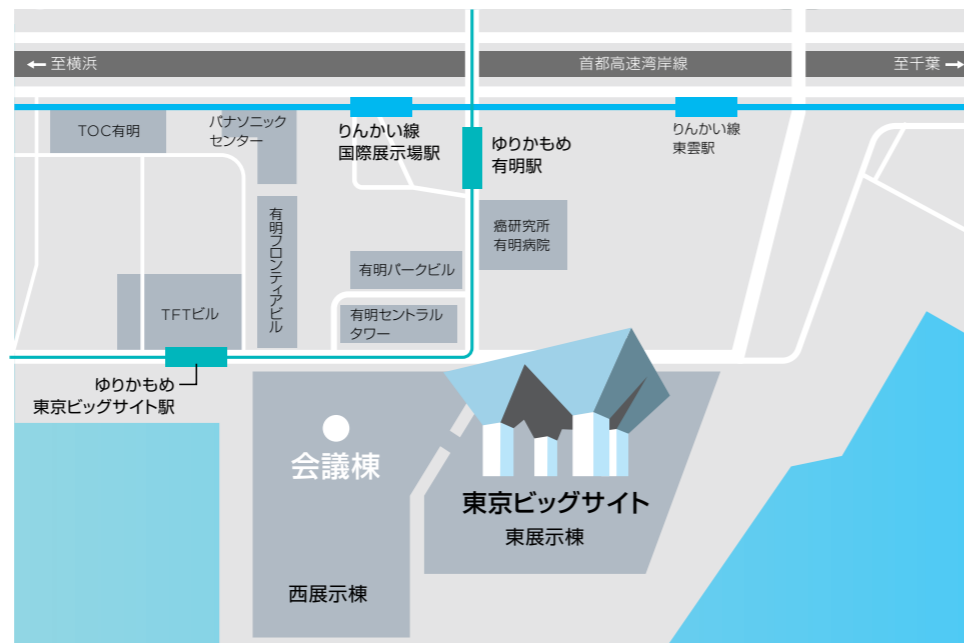 ← 至横浜
首都高速湾岸線
至千葉 →
TOC有明
パナソニック
センター
りんかい線
国際展示場駅
ゆりかもめ
有明駅
りんかい線
東雲駅
有明フロンティアビル
癌研究所
有明病院
有明パークビル
TFTビル
有明セントラル
タワー
ゆりかもめ
東京ビッグサイト駅
会議棟
東京ビッグサイト
東展示棟
西展示棟